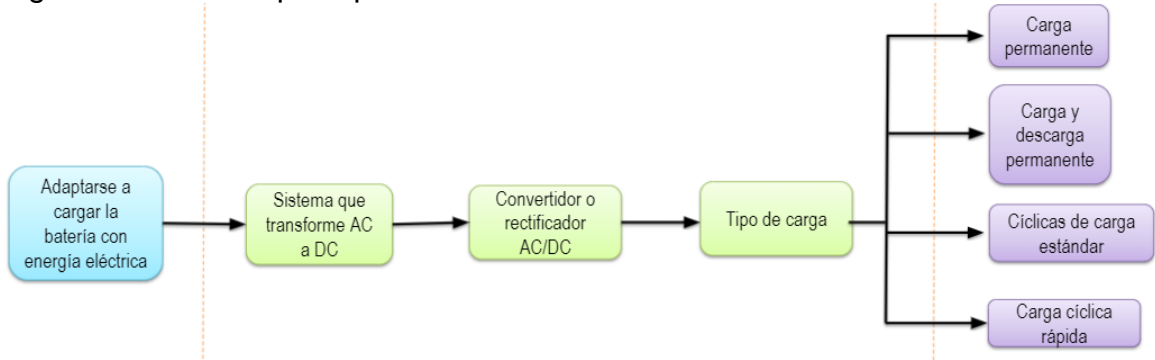 Adaptarse a
cargar la
batería con
energía eléctrica
Sistema que
transforme AC
a DC
Convertidor o
rectificador
AC/DC
Tipo de carga
Carga
permanente
Carga y
descarga
permanente
Cíclicas de carga
estándar
Carga cíclica
rápida